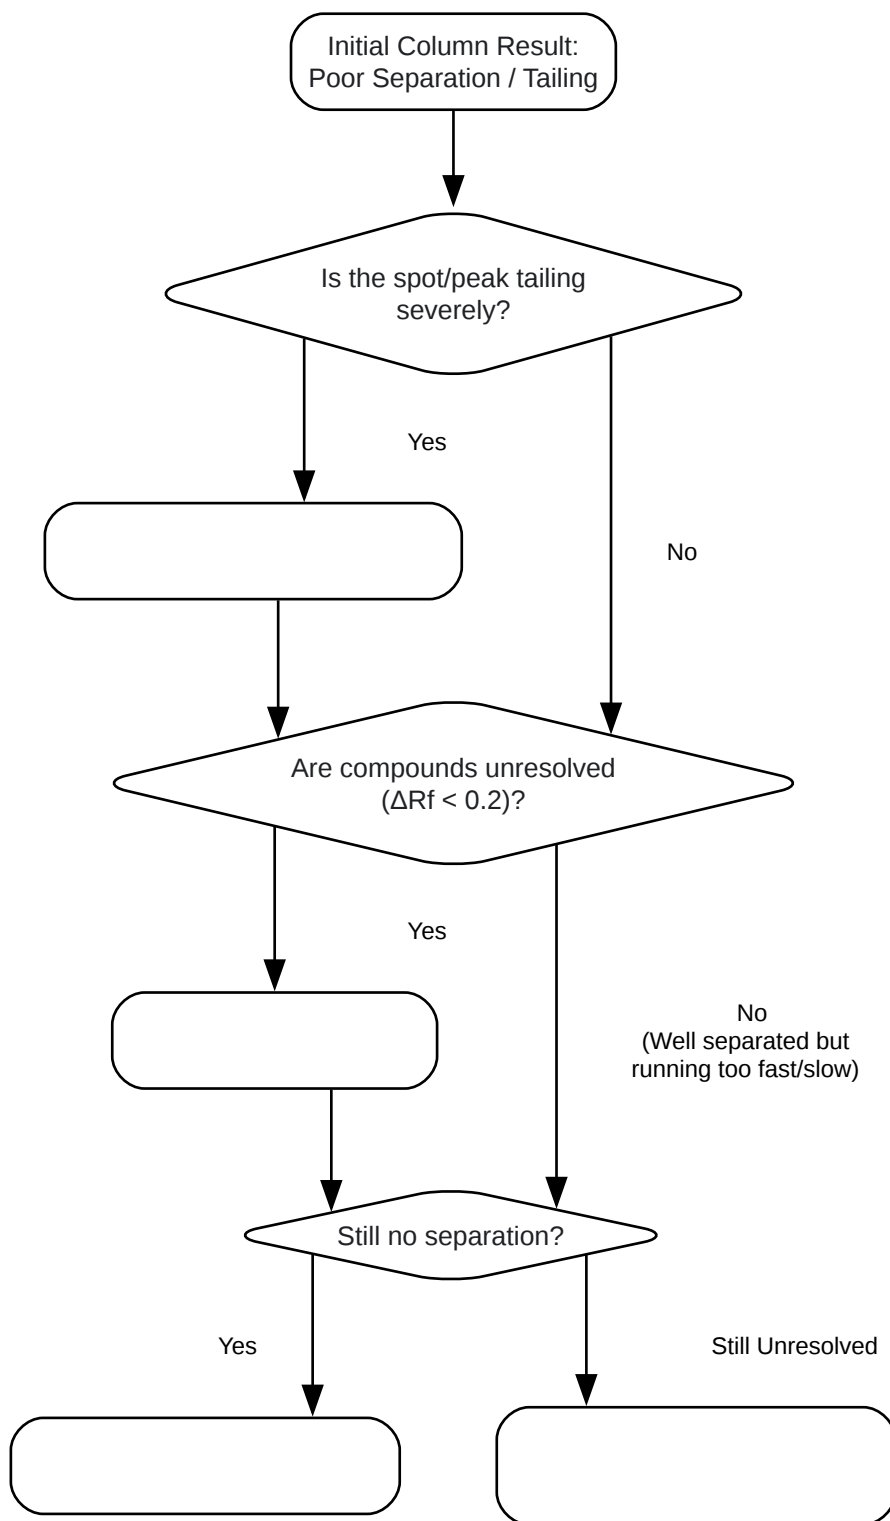 Initial Column Result:
Poor Separation / Tailing
Is the spot/peak tailing
severely?
Yes
No
Are compounds unresolved
(ΔRf < 0.2)?
Yes
No
(Well separated but
running too fast/slow)
Still no separation?
Yes
Still Unresolved